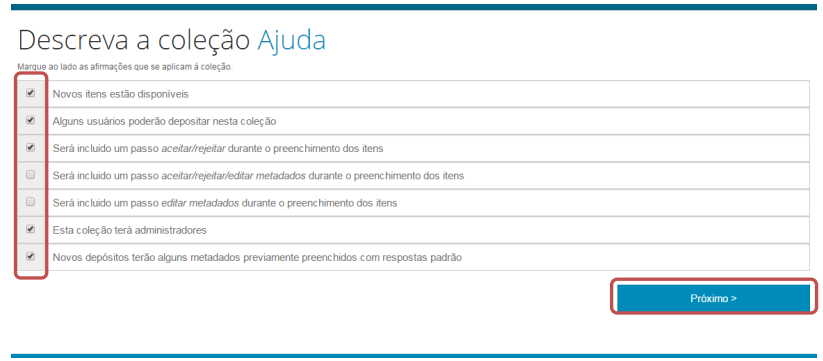 Descreva a coleção Ajuda
Marque ao lado as afirmações que se aplicam á coleção.
Novos itens estão disponíveis
Alguns usuários poderão depositar nesta coleção
Será incluido um passo aceitar/rejeitar durante o preenchimento dos itens
Será incluido um passo aceitar/rejeitar/editar metadados durante o preenchimento dos itens
Será incluido um passo editar metadados durante o preenchimento dos itens
Esta coleção terá administradores
Novos depósitos terão alguns metadados previamente preenchidos com respostas padrão
Próximo >